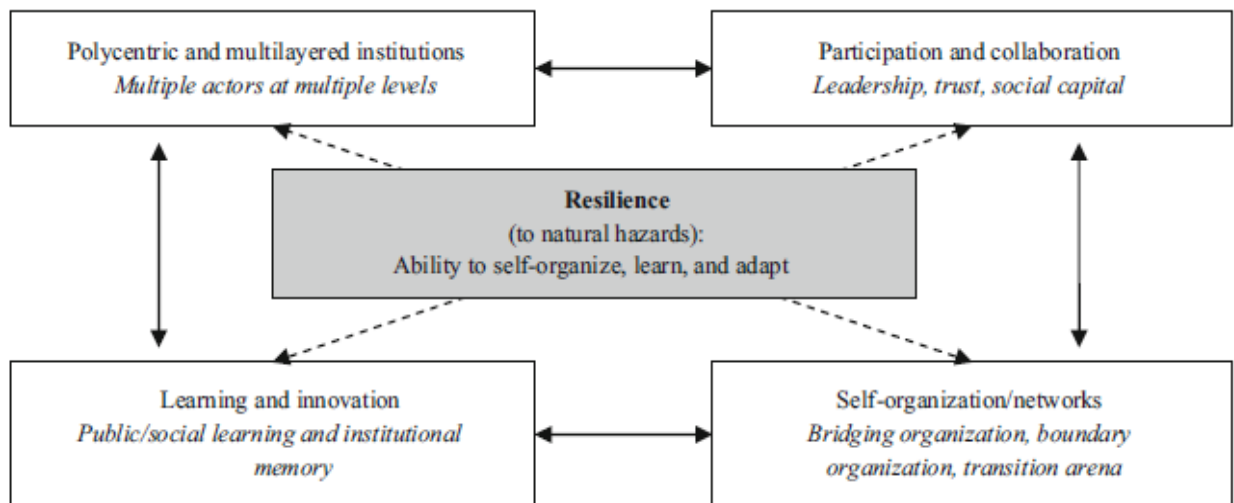 Polycentric and multilayered institutions
Multiple actors at multiple levels
Participation and collaboration
Leadership, trust, social capital
Resilience
(to natural hazards):
Ability to self-organize, learn, and adapt
Learning and innovation
Public/social learning and institutional
memory
Self-organization/networks
Bridging organization, boundary
organization, transition arena